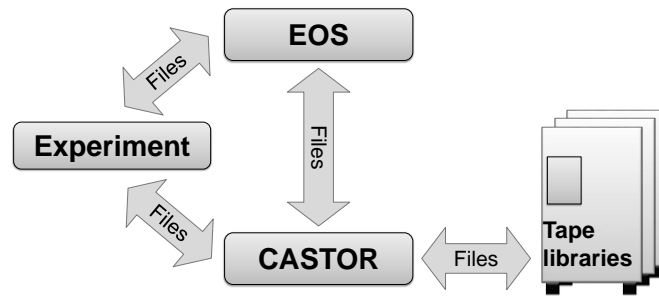 EOS
Files
Experiment
Files
Files
CASTOR
Files
Tape
libraries